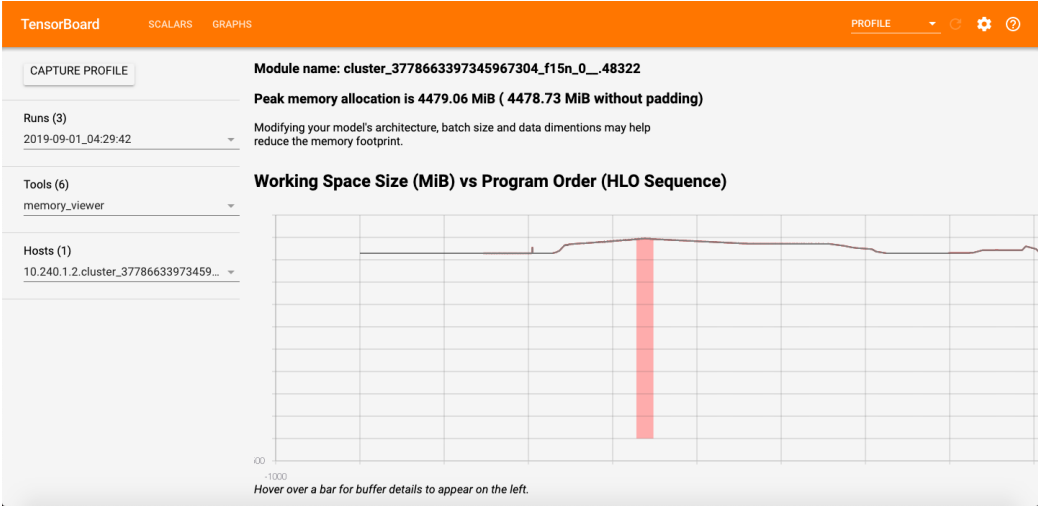 TensorBoard SCALARS GRAPHS PROFILE
CAPTURE PROFILE
Runs (3)
2019-09-01_04:29:42
Tools (6)
memory_viewer
Hosts (1)
10.240.1.2.cluster_37786633973459...
Module name: cluster_3778663397345967304_f15n_0__.48322
Peak memory allocation is 4479.06 MiB ( 4478.73 MiB without padding)
Modifying your model's architecture, batch size and data dimentions may help
reduce the memory footprint.
Working Space Size (MiB) vs Program Order (HLO Sequence)
-1000
Hover over a bar for buffer details to appear on the left.